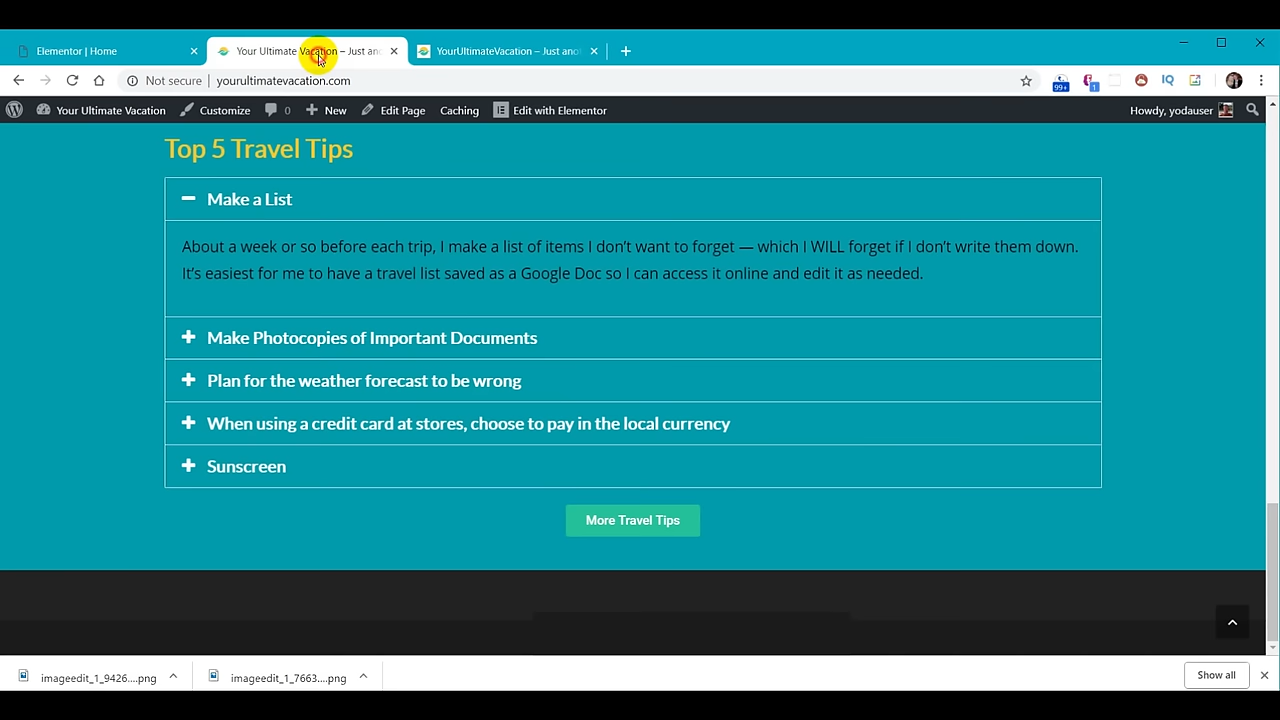 Elementor | Home
Your Ultimate Vacation – Just an
YourUltimateVacation – Just anot
Not secure
yourultimatevacation.com
99+
1
IQ
Your Ultimate Vacation
Customize
0
New
Edit Page
Caching
Edit with Elementor
Howdy, yodauser
Top 5 Travel Tips
Make a List
About a week or so before each trip, I make a list of items I don't want to forget — which I WILL forget if I don't write them down.
It's easiest for me to have a travel list saved as a Google Doc so I can access it online and edit it as needed.
Make Photocopies of Important Documents
Plan for the weather forecast to be wrong
When using a credit card at stores, choose to pay in the local currency
Sunscreen
More Travel Tips
imageedit_1_9426....png
imageedit_1_7663....png
Show all